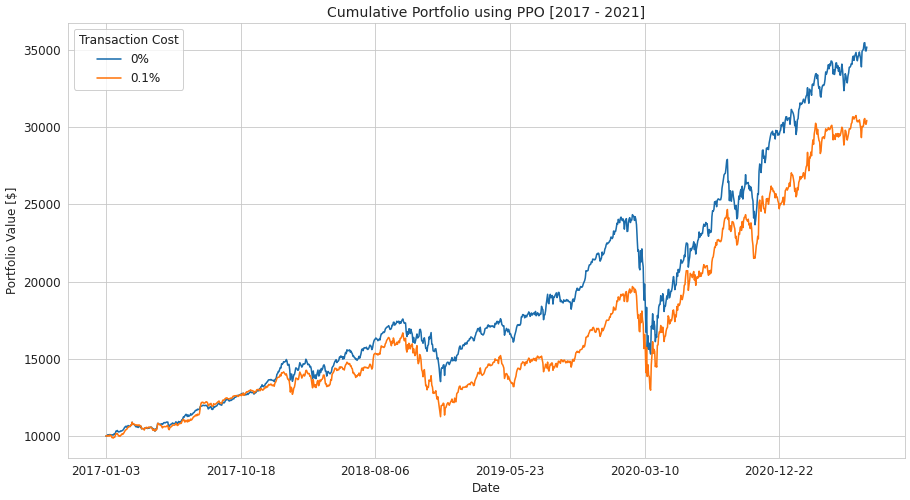 Cumulative Portfolio using PPO [2017 - 2021]
Transaction Cost
0%
0.1%
Portfolio Value [$]
35000
30000
25000
20000
15000
10000
2017-01-03 2017-10-18 2018-08-06 2019-05-23 2020-03-10 2020-12-22
Date